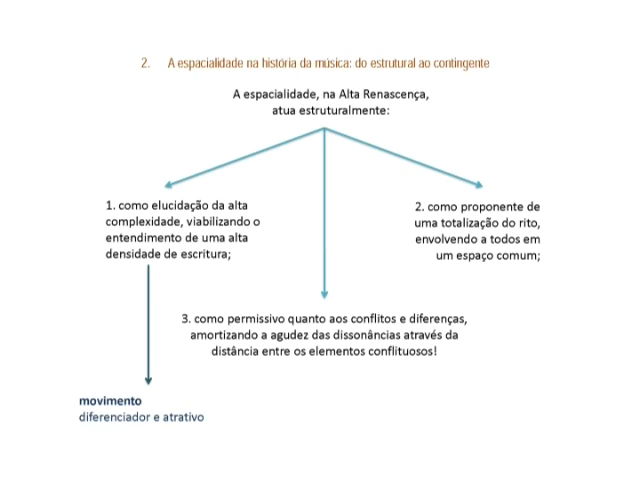 2. A espacialidade na história da música: do estrutural ao contingente
A espacialidade, na Alta Renascença,
atua estruturalmente:
1. como elucidação da alta
complexidade, viabilizando o
entendimento de uma alta
densidade de escritura;
2. como proponente de
uma totalização do rito,
envolvendo a todos em
um espaço comum;
3. como permissivo quanto aos conflitos e diferenças,
amortizando a agudez das dissonâncias através da
distância entre os elementos conflituosos!
movimento
diferenciador e atrativo